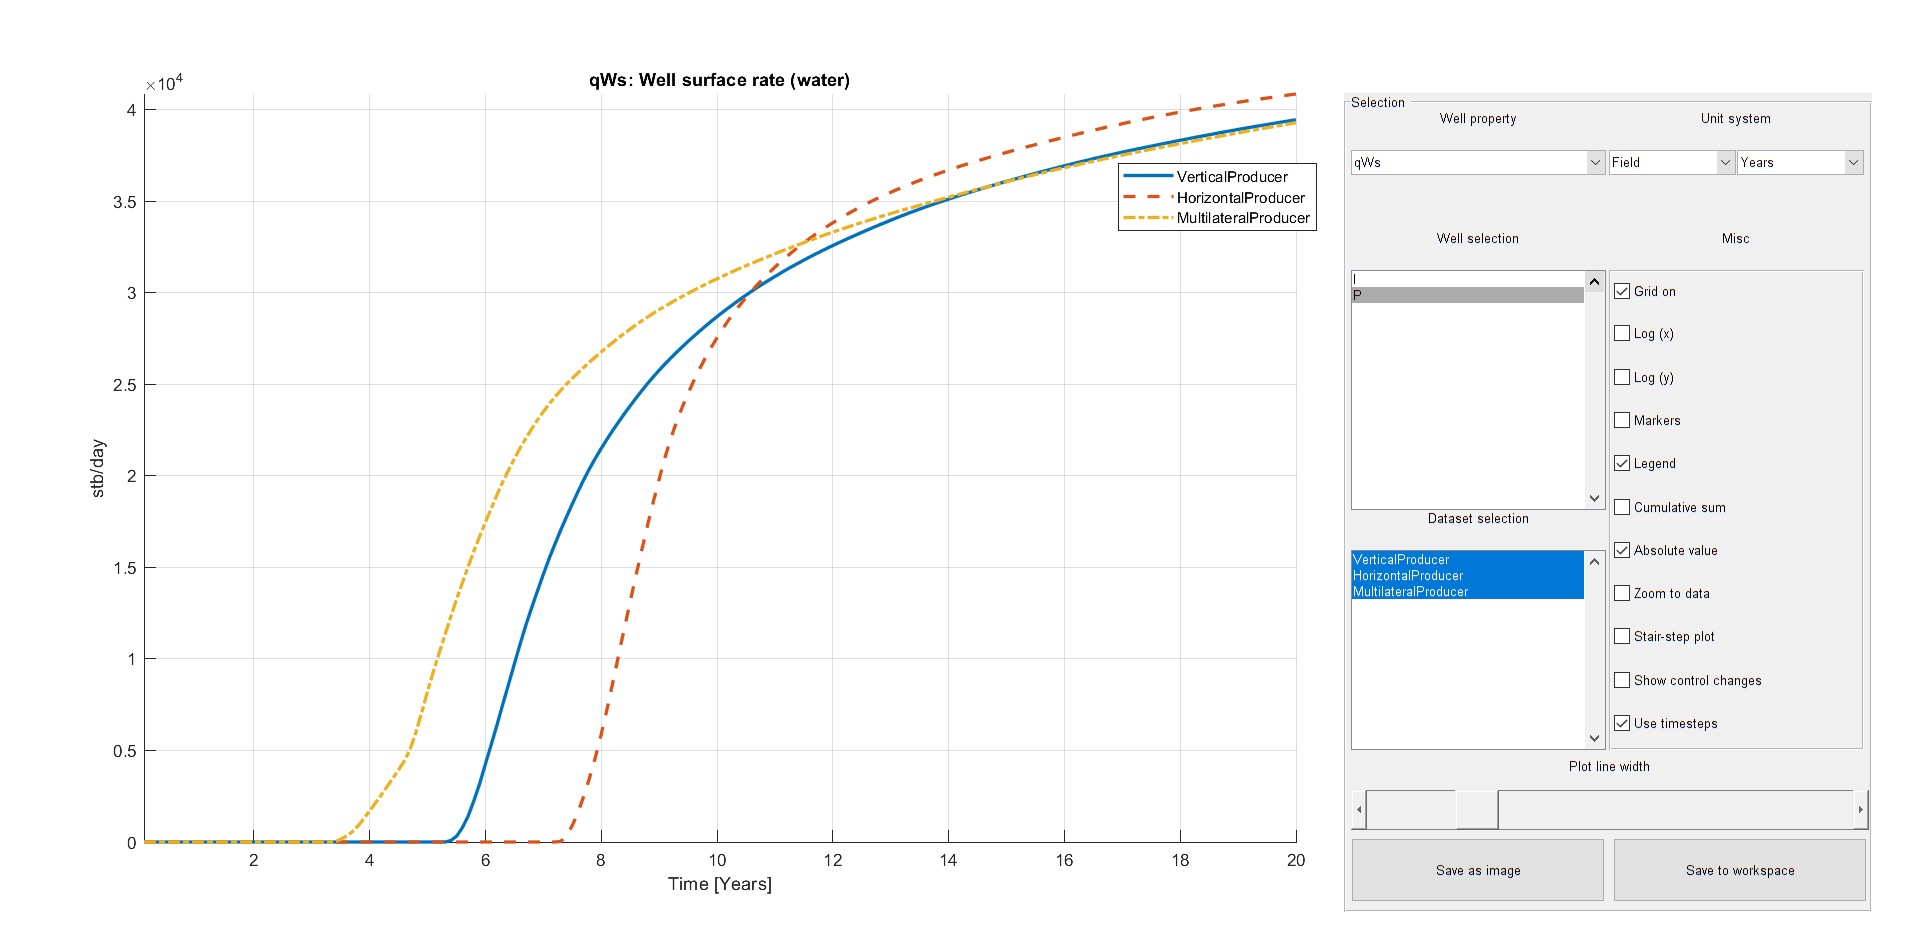 qWs: Well surface rate (water)
×10⁴
4
3.5
3
2.5
2
1.5
1
0.5
0
stb/day
2 4 6 8 10 12 14 16 18 20
Time [Years]
VerticalProducer
HorizontalProducer
MultilateralProducer
Selection
Well property Unit system
qWs Field Years
Well selection Misc
I
P
Grid on
Log (x)
Log (y)
Markers
Legend
Cumulative sum
Absolute value
Zoom to data
Stair-step plot
Show control changes
Use timesteps
Dataset selection
VerticalProducer
HorizontalProducer
MultilateralProducer
Plot line width
Save as image Save to workspace